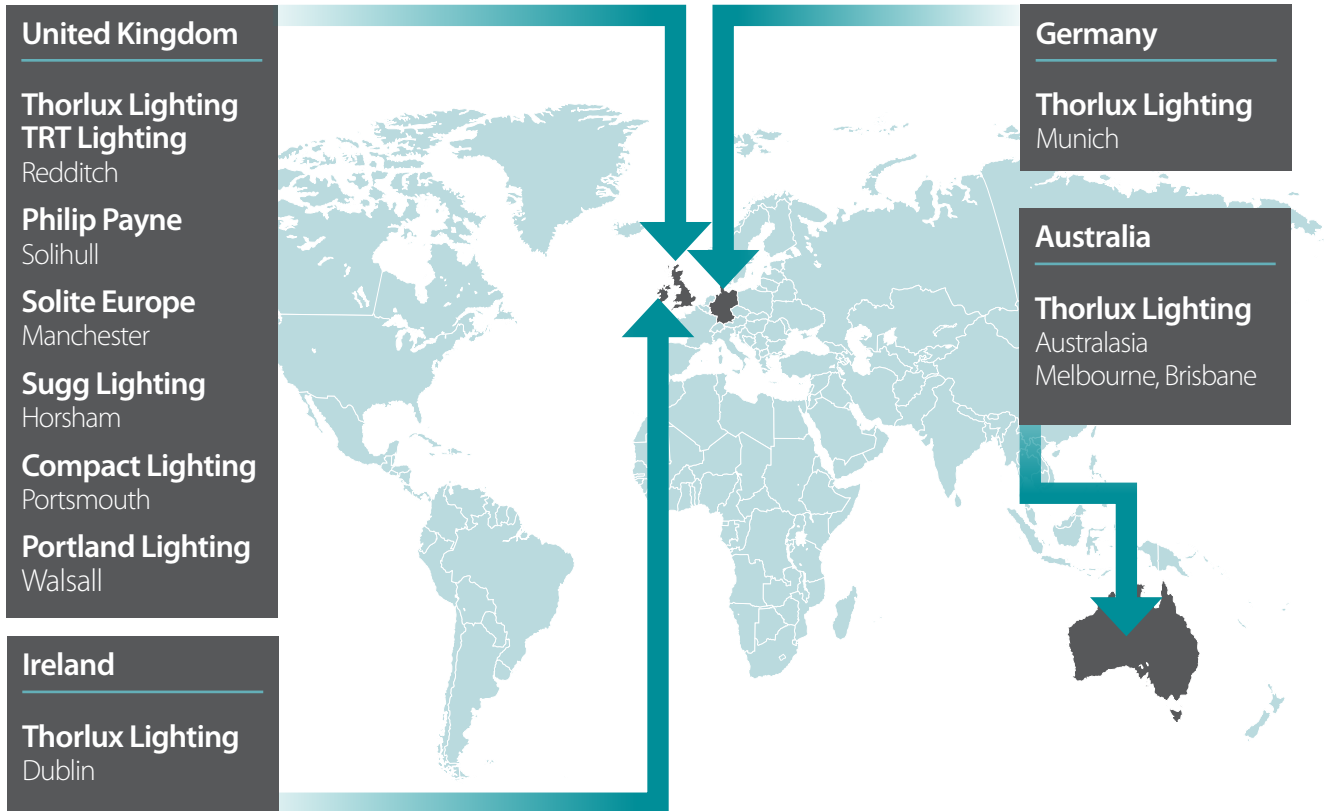 United Kingdom
Thorlux Lighting
TRT Lighting
Redditch
Philip Payne
Solihull
Solite Europe
Manchester
Sugg Lighting
Horsham
Compact Lighting
Portsmouth
Portland Lighting
Walsall
Ireland
Thorlux Lighting
Dublin
Germany
Thorlux Lighting
Munich
Australia
Thorlux Lighting
Australasia
Melbourne, Brisbane